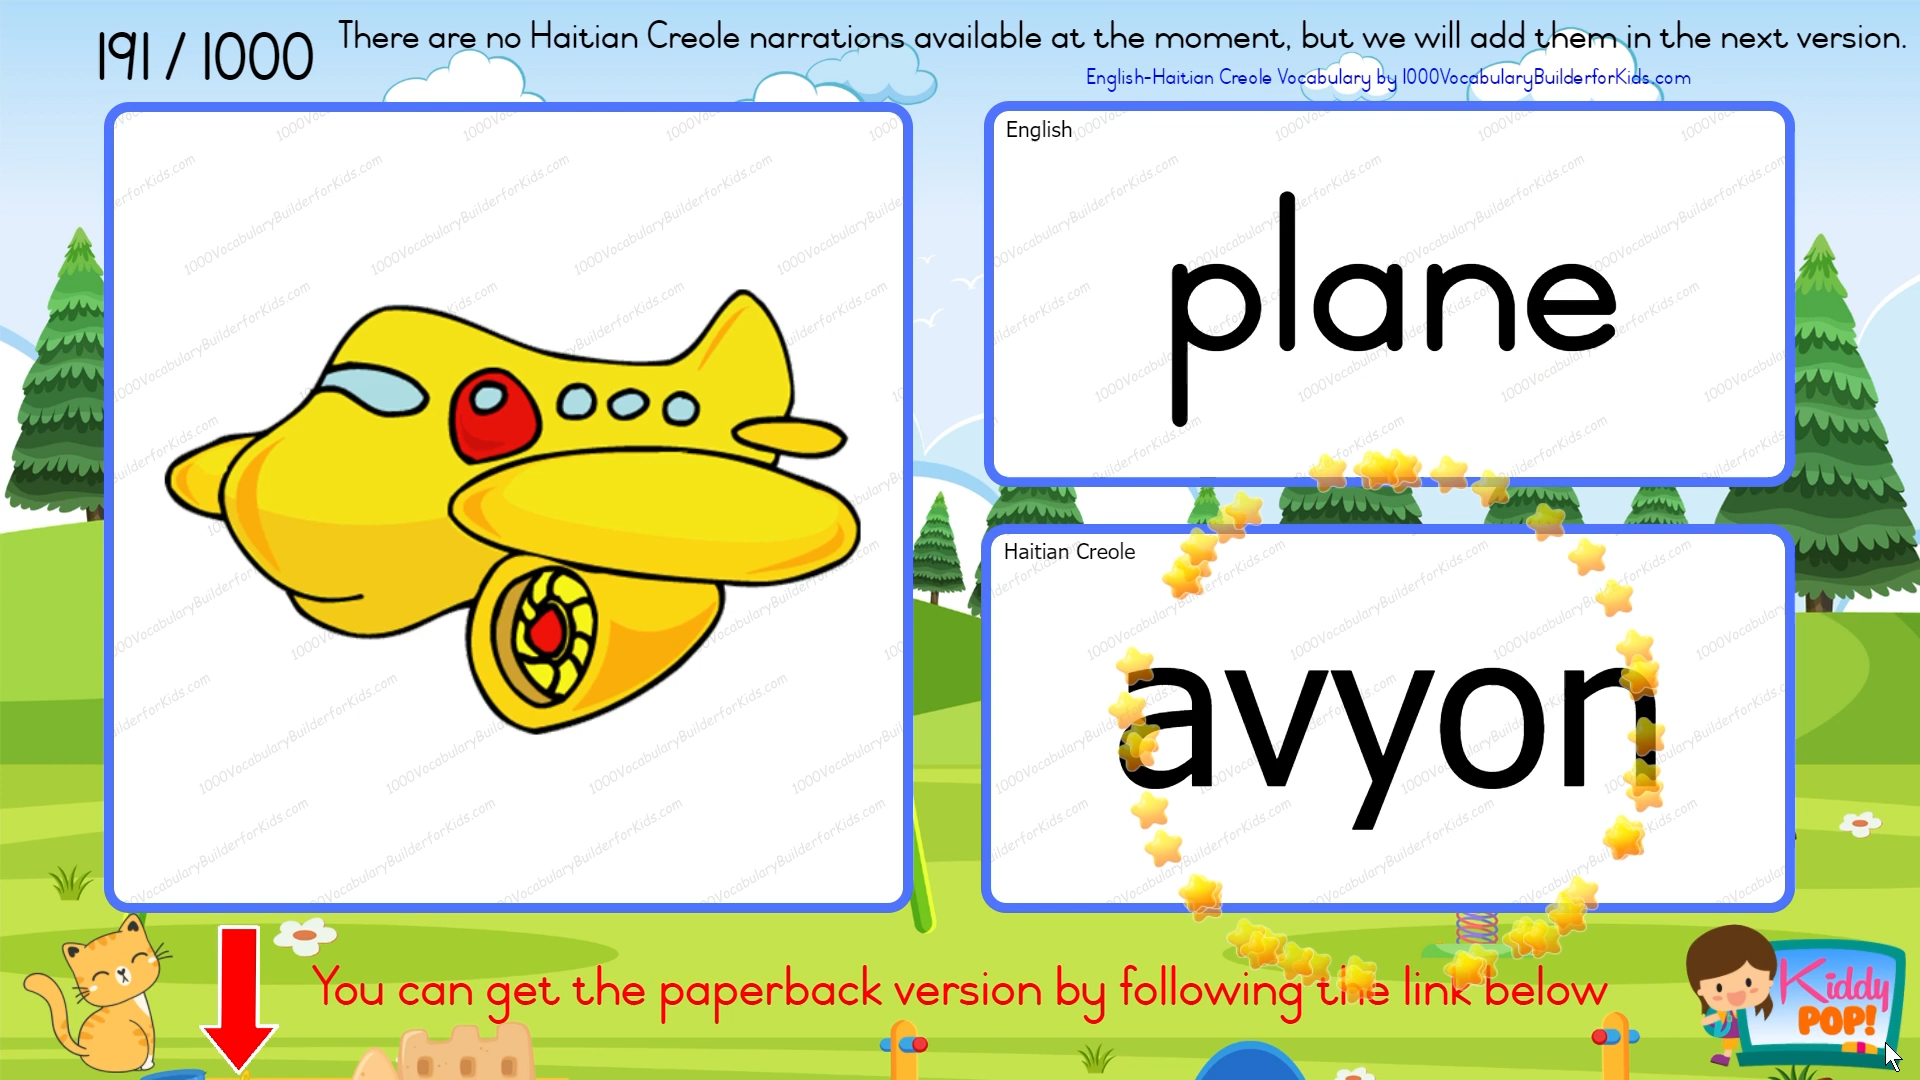 191 / 1000
There are no Haitian Creole narrations available at the moment, but we will add them in the next version.
English-Haitian Creole Vocabulary by 1000VocabularyBuilderforKids.com
English
plane
Haitian Creole
avyon
You can get the paperback version by following the link below
Kiddy
POP!
1000VocabularyBuilderforKids.com